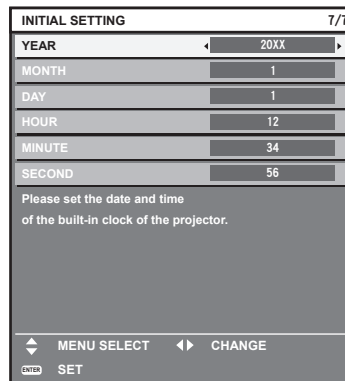 INITIAL SETTING 7/7
YEAR 20XX
MONTH 1
DAY 1
HOUR 12
MINUTE 34
SECOND 56
Please set the date and time
of the built-in clock of the projector.
MENU SELECT CHANGE
ENTER SET